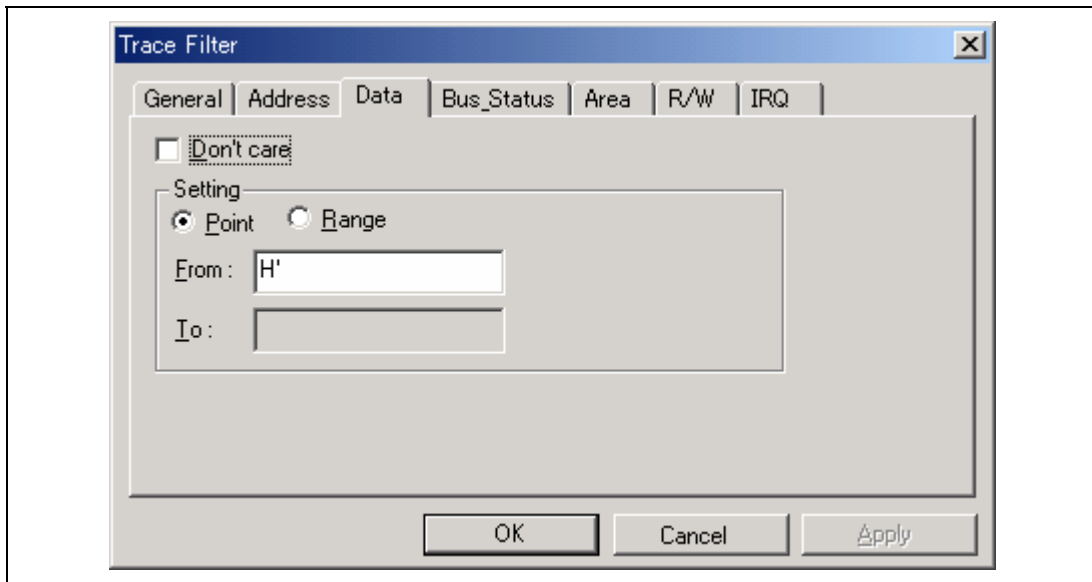 Trace Filter
General Address Data Bus_Status Area R/W IRQ
Don't care
Setting
Point Range
From : H'
To :
OK Cancel Apply